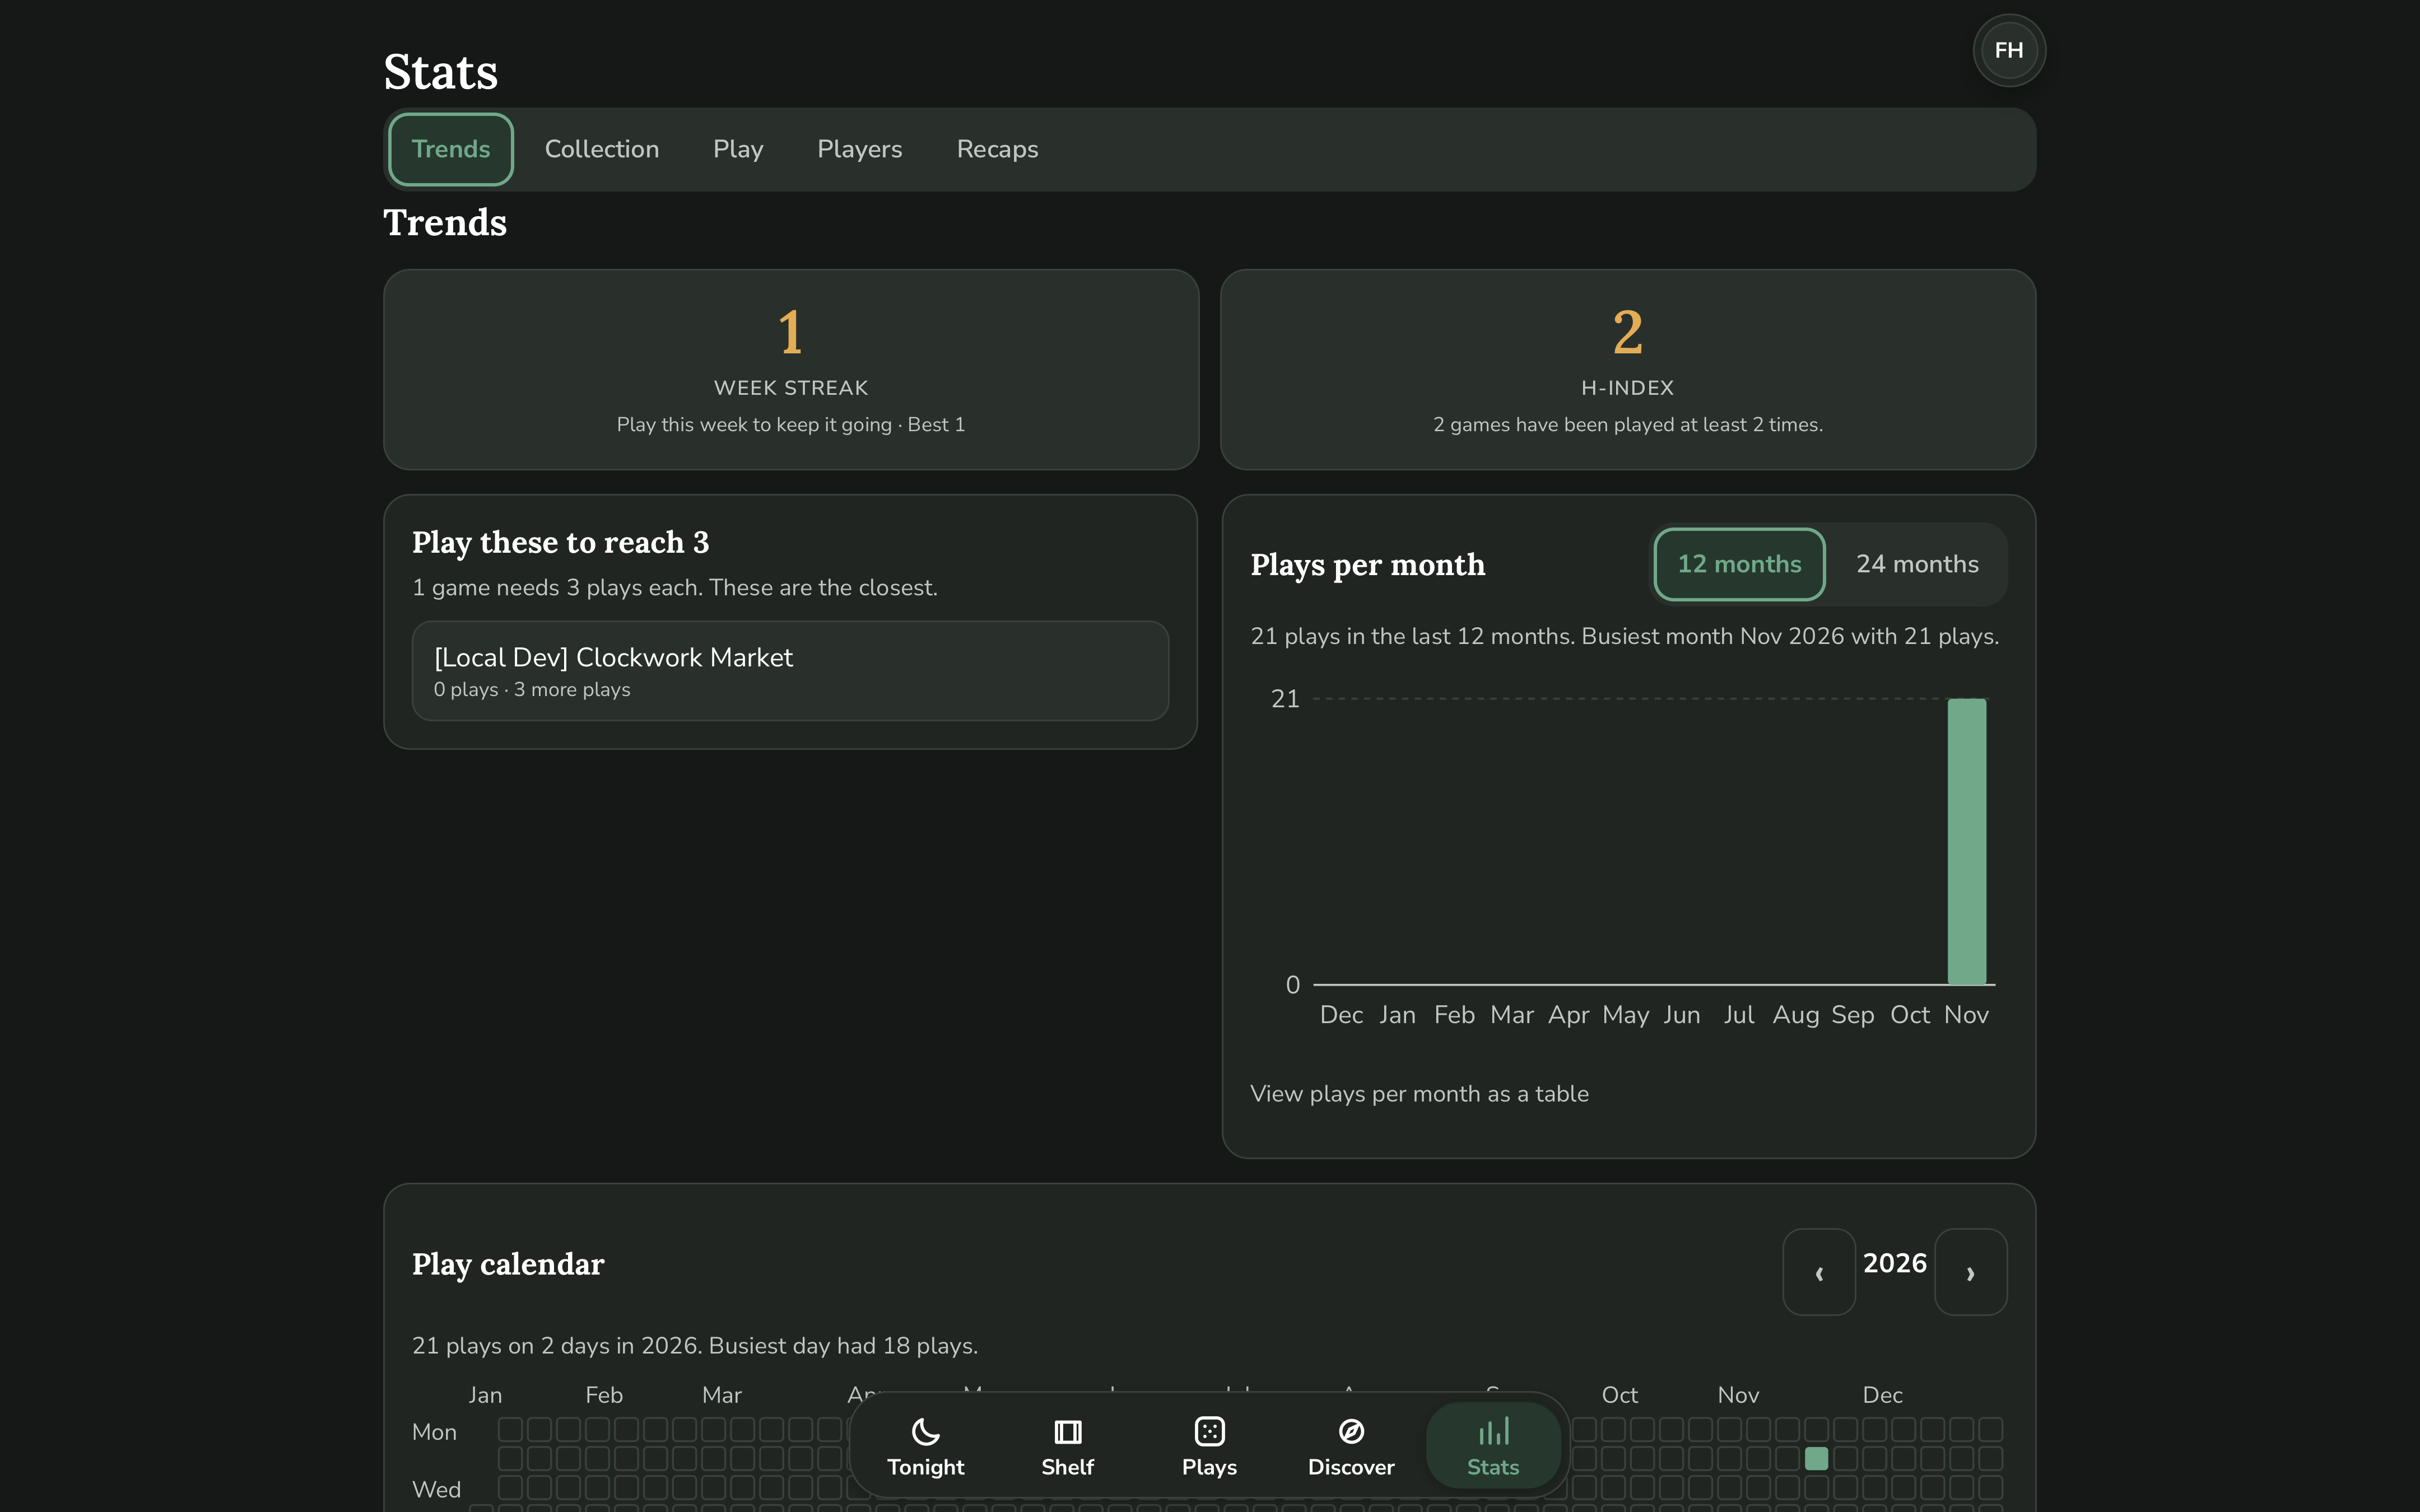 Stats
FH
Trends Collection Play Players Recaps
Trends
1
WEEK STREAK
Play this week to keep it going · Best 1
2
H-INDEX
2 games have been played at least 2 times.
Play these to reach 3
1 game needs 3 plays each. These are the closest.
[Local Dev] Clockwork Market
0 plays · 3 more plays
Plays per month
12 months 24 months
21 plays in the last 12 months. Busiest month Nov 2026 with 21 plays.
21
0
Dec Jan Feb Mar Apr May Jun Jul Aug Sep Oct Nov
View plays per month as a table
Play calendar
‹ 2026 ›
21 plays on 2 days in 2026. Busiest day had 18 plays.
Jan Feb Mar Oct Nov Dec
Mon
Wed
Tonight Shelf Plays Discover Stats